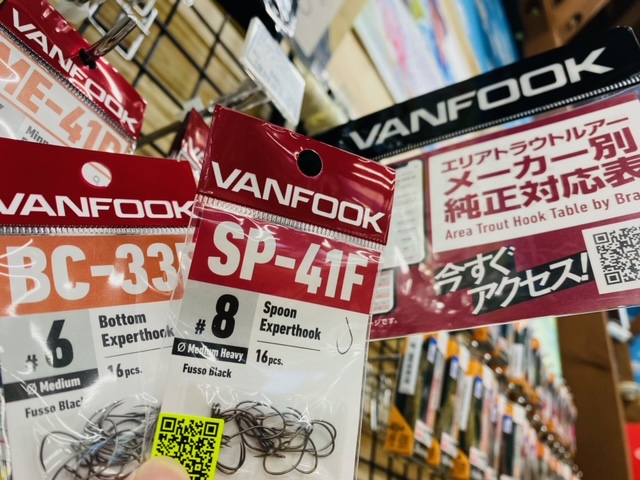 VANFOOK
ME-41B
VANFOOK
BC-33F
#6
Bottom
Experthook
Ø Medium
16pcs.
Fusso Black
VANFOOK
SP-41F
#8
Spoon
Experthook
Ø Medium Heavy
16pcs.
Fusso Black
VANFOOK
エリアトラウトルアー
メーカー別
純正対応表
Area Trout Hook Table by Bra
今すぐ
アクセス!